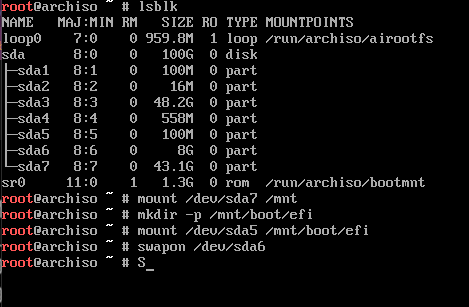 root@archiso ~ # lsblk
NAME   MAJ:MIN RM   SIZE RO TYPE MOUNTPOINTS
loop0    7:0    0 959.8M  1 loop /run/archiso/airootfs
sda      8:0    0   100G  0 disk
├─sda1   8:1    0   100M  0 part
├─sda2   8:2    0    16M  0 part
├─sda3   8:3    0  48.2G  0 part
├─sda4   8:4    0   558M  0 part
├─sda5   8:5    0   100M  0 part
├─sda6   8:6    0     8G  0 part
└─sda7   8:7    0  43.1G  0 part
sr0     11:0    1   1.3G  0 rom  /run/archiso/bootmnt
root@archiso ~ # mount /dev/sda7 /mnt
root@archiso ~ # mkdir -p /mnt/boot/efi
root@archiso ~ # mount /dev/sda5 /mnt/boot/efi
root@archiso ~ # swapon /dev/sda6
root@archiso ~ # S_